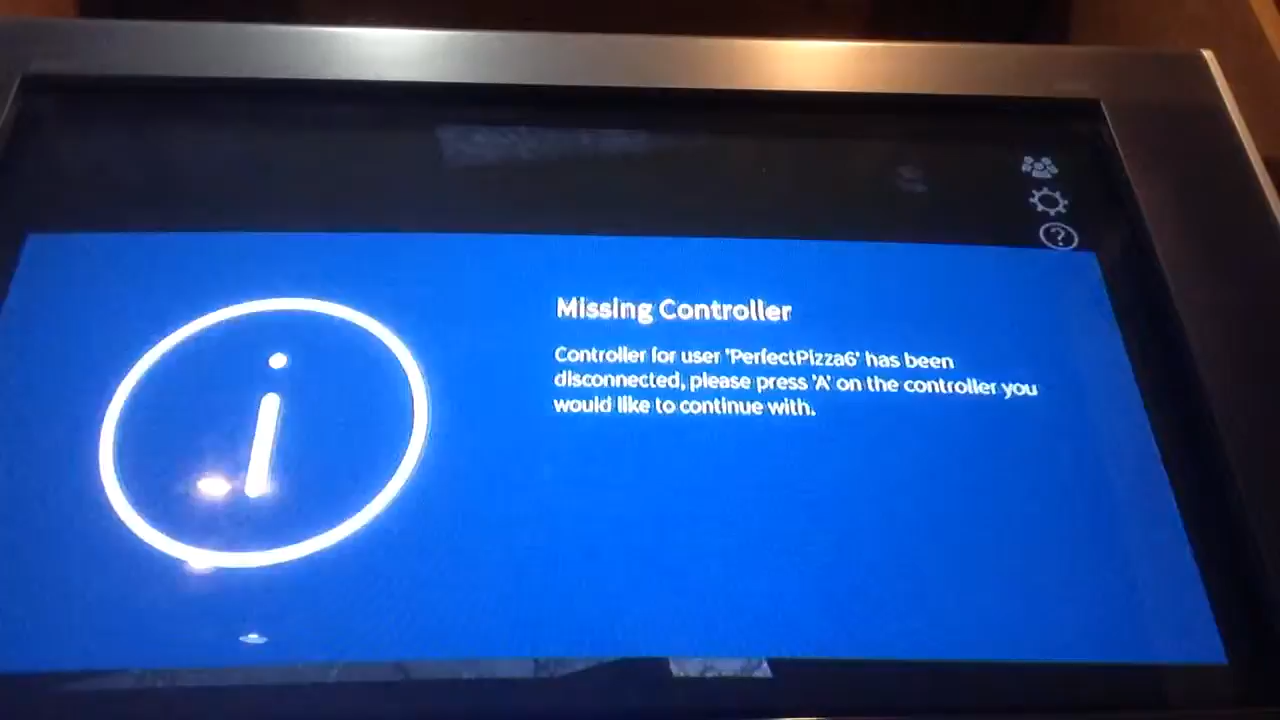 Missing Controller
Controller for user 'PerfectPizza6' has been
disconnected, please press 'A' on the controller you
would like to continue with.